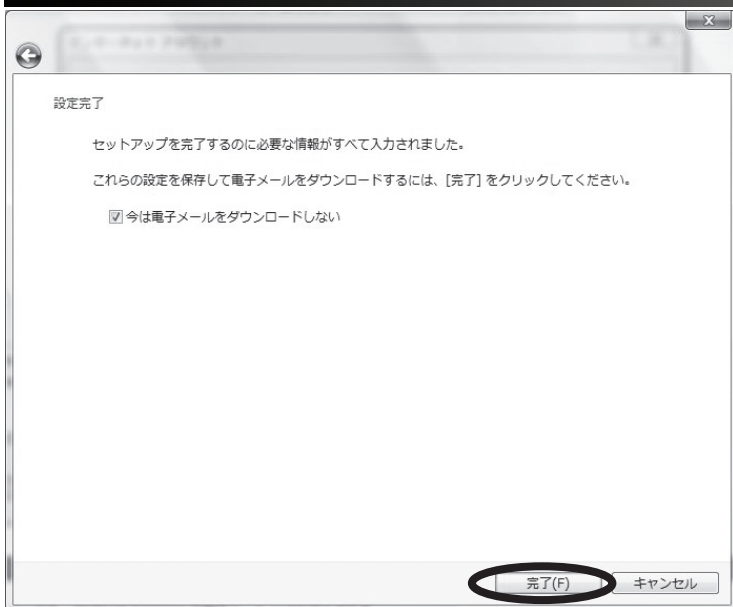 設定完了
セットアップを完了するのに必要な情報がすべて入力されました。
これらの設定を保存して電子メールをダウンロードするには、[完了] をクリックしてください。
今は電子メールをダウンロードしない
完了(F)
キャンセル